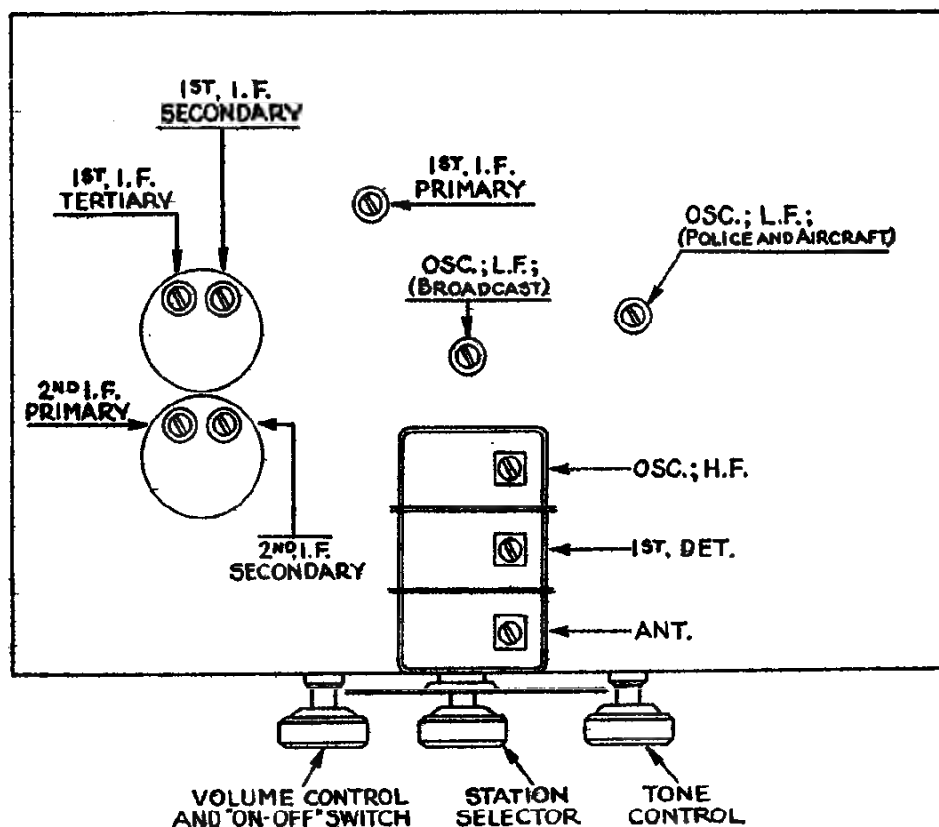 1ST, I.F.
SECONDARY
1ST, I.F.
TERTIARY
1ST, I.F.
PRIMARY
OSC.; L.F.;
(POLICE AND AIRCRAFT)
OSC.; L.F.;
(BROADCAST)
2ND I.F.
PRIMARY
OSC.; H.F.
2ND, I.F.
SECONDARY
1ST, DET.
ANT.
VOLUME CONTROL
AND "ON-OFF" SWITCH
STATION
SELECTOR
TONE
CONTROL